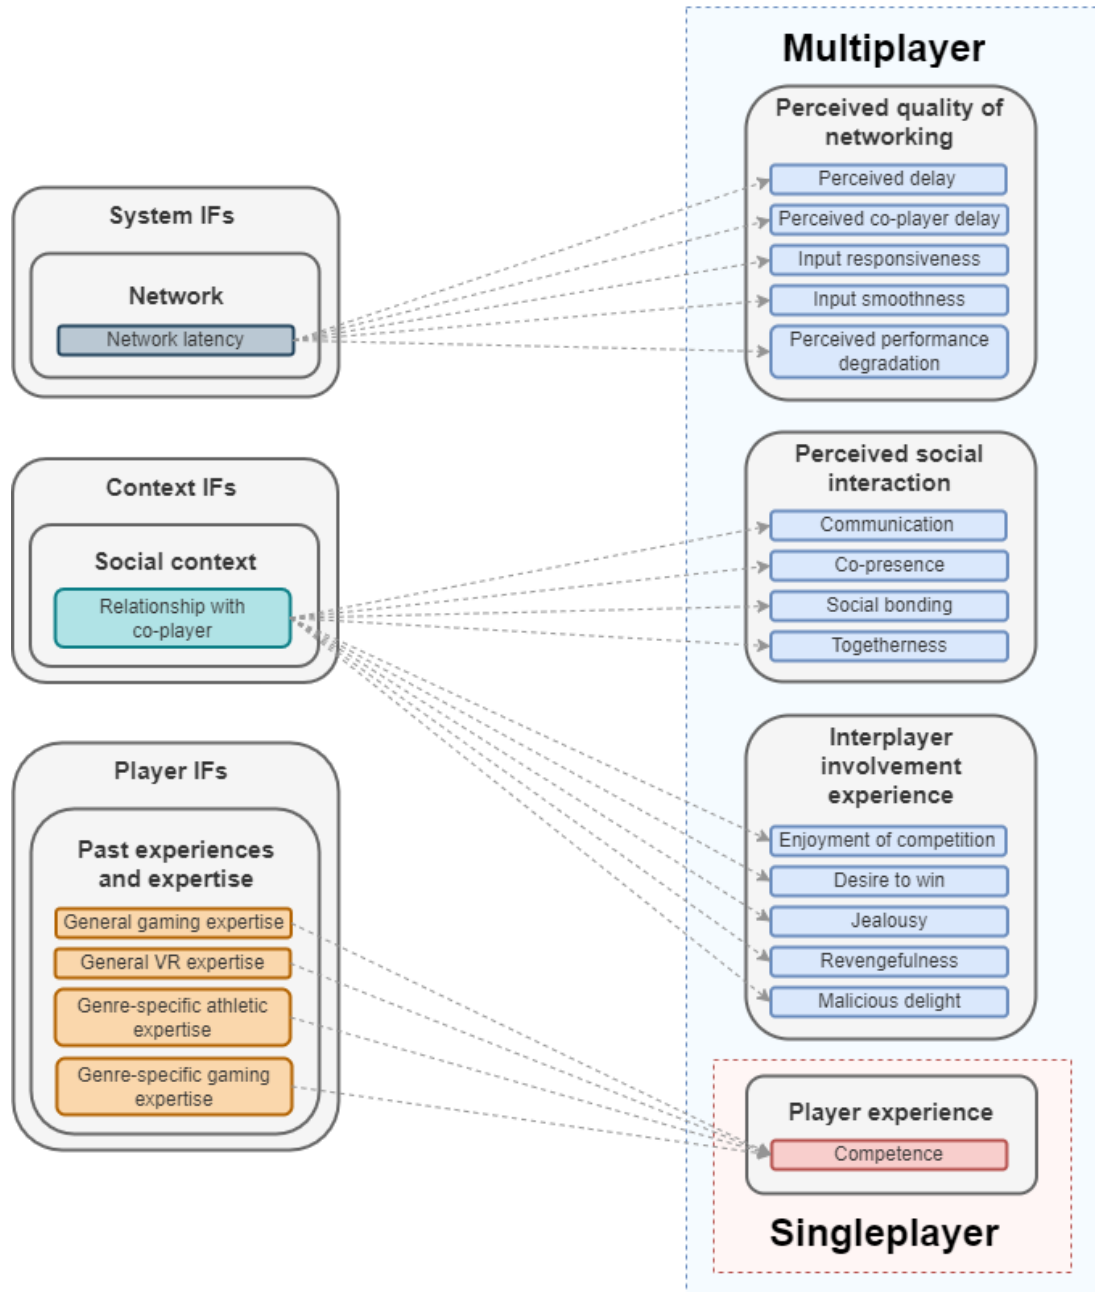 System IFs
Network
Network latency
Context IFs
Social context
Relationship with
co-player
Player IFs
Past experiences
and expertise
General gaming expertise
General VR expertise
Genre-specific athletic
expertise
Genre-specific gaming
expertise
Multiplayer
Perceived quality of
networking
Perceived delay
Perceived co-player delay
Input responsiveness
Input smoothness
Perceived performance
degradation
Perceived social
interaction
Communication
Co-presence
Social bonding
Togetherness
Interplayer
involvement
experience
Enjoyment of competition
Desire to win
Jealousy
Revengefulness
Malicious delight
Player experience
Competence
Singleplayer